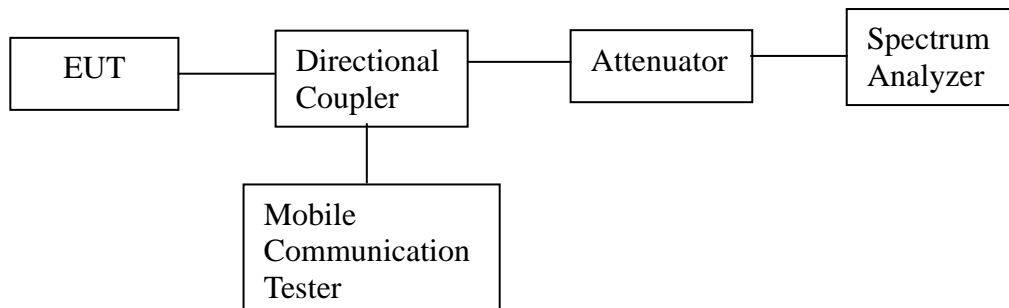 EUT
Directional
Coupler
Attenuator
Spectrum
Analyzer
Mobile
Communication
Tester